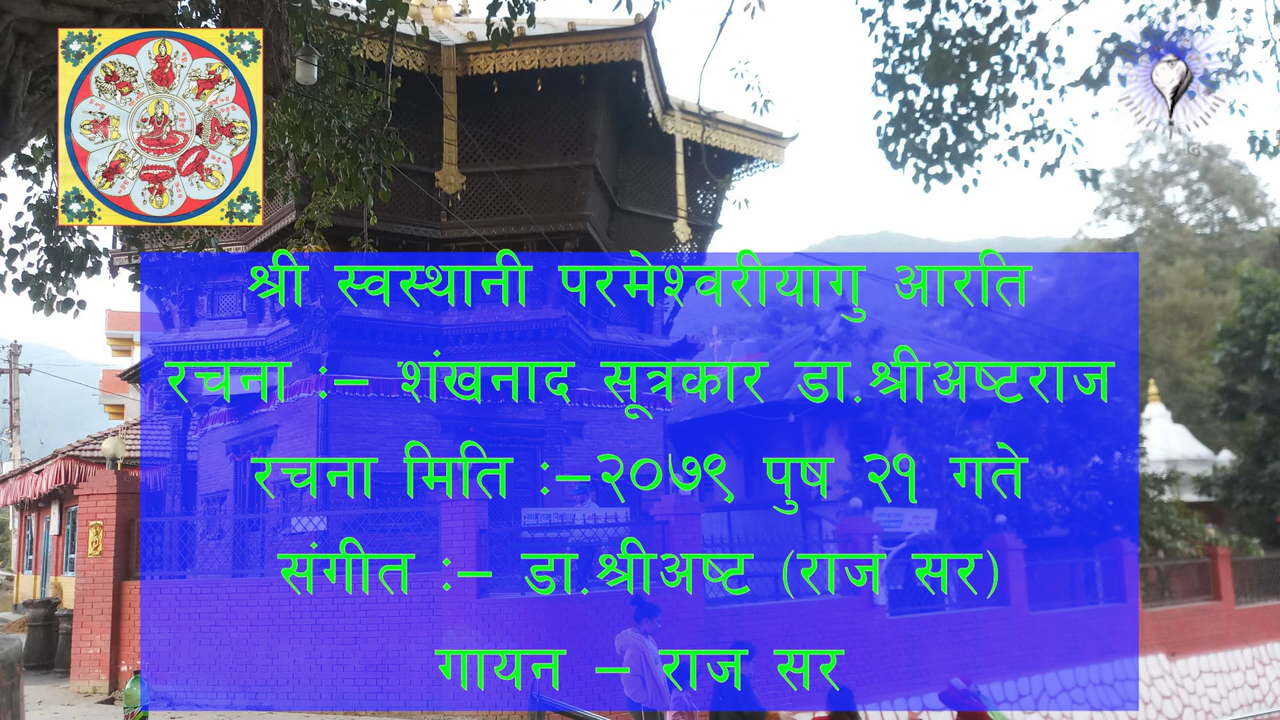 श्री स्वस्थानी परमेश्वरीयागु आरति
रचना :– शंखनाद सूत्रकार डा.श्रीअष्टराज
रचना मिति :–२०७९ पुष २१ गते
संगीत :– डा.श्रीअष्ट (राज सर)
गायन – राज सर